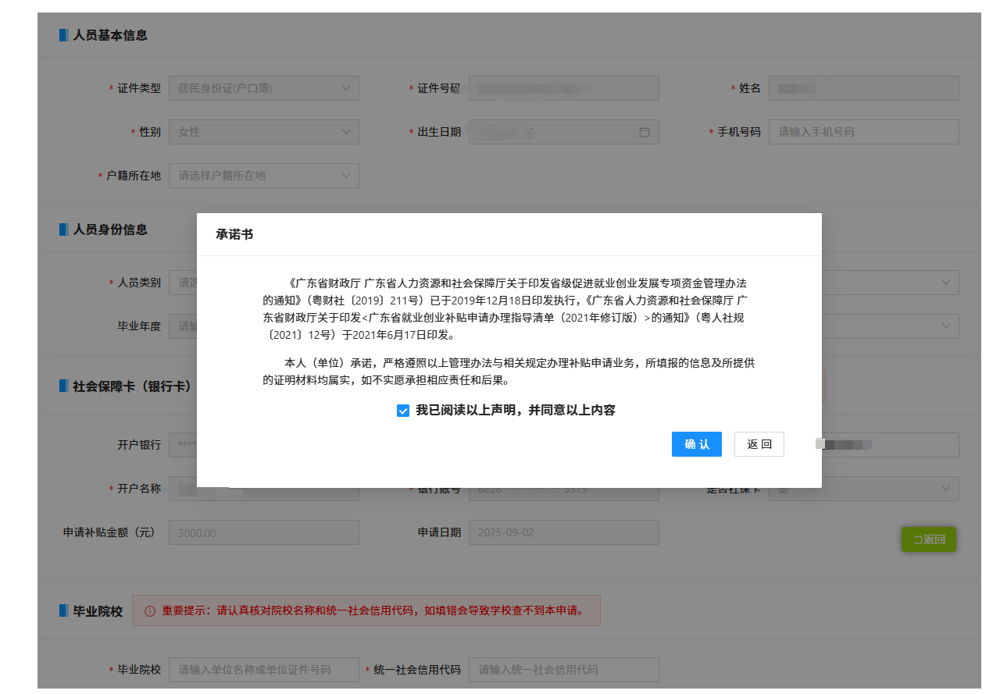 人员基本信息
* 证件类型 居民身份证(户口簿) * 证件号码 * 姓名
* 性别 女性 * 出生日期 * 手机号码 请输入手机号码
* 户籍所在地 请选择户籍所在地
人员身份信息
承诺书
* 人员类别
毕业年度
《广东省财政厅 广东省人力资源和社会保障厅关于印发省级促进就业创业发展专项资金管理办法
的通知》（粤财社〔2019〕211号）已于2019年12月18日印发执行，《广东省人力资源和社会保障厅 广
东省财政厅关于印发<广东省就业创业补贴申请办理指导清单（2021年修订版）>的通知》（粤人社规
〔2021〕12号）于2021年6月17日印发。
本人（单位）承诺，严格遵照以上管理办法与相关规定办理补贴申请业务，所填报的信息及所提供
的证明材料均属实，如不实愿承担相应责任和后果。
我已阅读以上声明，并同意以上内容
确 认 返 回
社会保障卡（银行卡）
开户银行 ****
* 开户名称 * 银行账号 6228 3979 是否社保卡 是
申请补贴金额（元） 3000.00 申请日期 2025-09-02
返回
毕业院校 重要提示：请认真核对院校名称和统一社会信用代码，如填错会导致学校查不到本申请。
* 毕业院校 请输入单位名称或单位证件号码 * 统一社会信用代码 请输入统一社会信用代码